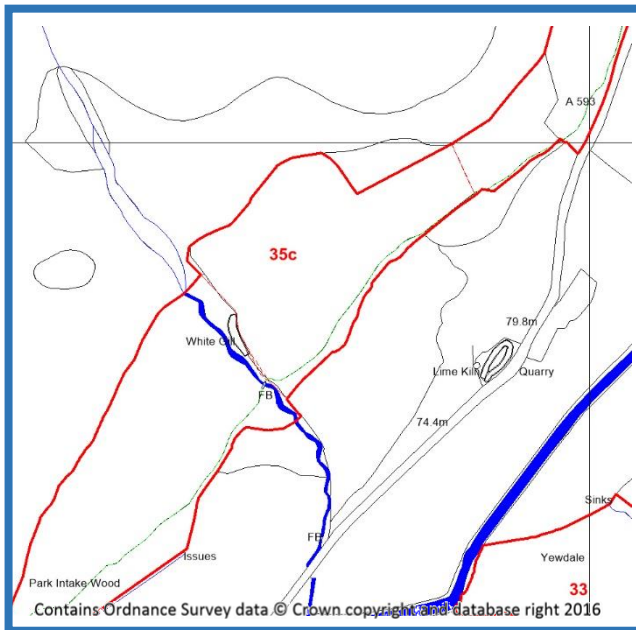 A 593
35c
79.8m
White Gill
Lime Kiln
Quarry
FB
74.4m
Sinks
FB
Issues
Yewdale
Park Intake Wood
33
Contains Ordnance Survey data © Crown copyright and database right 2016